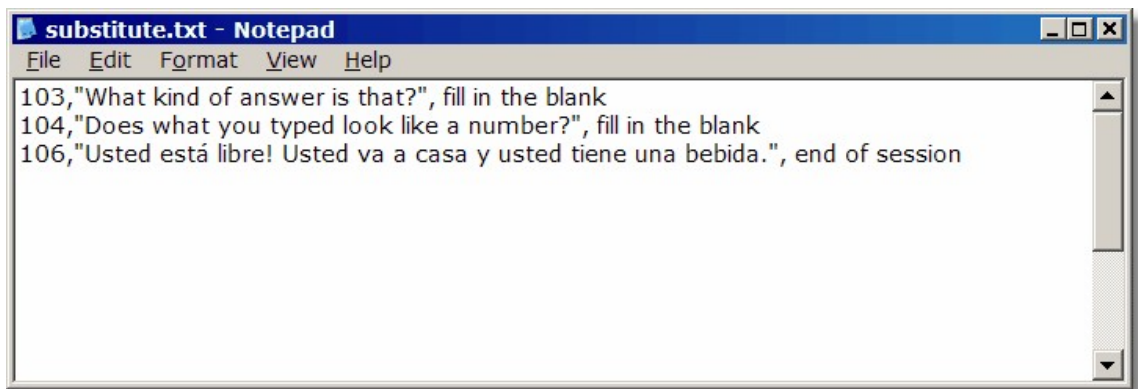 substitute.txt - Notepad
File Edit Format View Help
103,"What kind of answer is that?", fill in the blank
104,"Does what you typed look like a number?", fill in the blank
106,"Usted está libre! Usted va a casa y usted tiene una bebida.", end of session